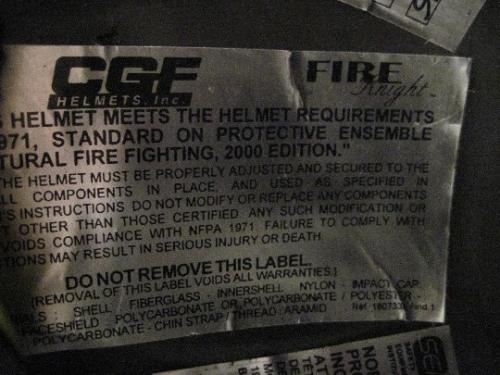 CGF
HELMETS. Inc.
FIRE
Knight
S HELMET MEETS THE HELMET REQUIREMENTS
971, STANDARD ON PROTECTIVE ENSEMBLE
TURAL FIRE FIGHTING, 2000 EDITION."
THE HELMET MUST BE PROPERLY ADJUSTED AND SECURED TO THE
LL COMPONENTS IN PLACE, AND USED AS SPECIFIED IN
'S INSTRUCTIONS DO NOT MODIFY OR REPLACE ANY COMPONENTS
T OTHER THAN THOSE CERTIFIED. ANY SUCH MODIFICATION OR
VOIDS COMPLIANCE WITH NFPA 1971. FAILURE TO COMPLY WITH
CTIONS MAY RESULT IN SERIOUS INJURY OR DEATH.
DO NOT REMOVE THIS LABEL.
(REMOVAL OF THIS LABEL VOIDS ALL WARRANTIES.)
IALS : SHELL FIBERGLASS - INNERSHELL NYLON - IMPACT CAP
FACESHIELD POLYCARBONATE OR POLYCARBONATE / POLYESTER -
POLYCARBONATE - CHIN STRAP / THREAD : ARAMID